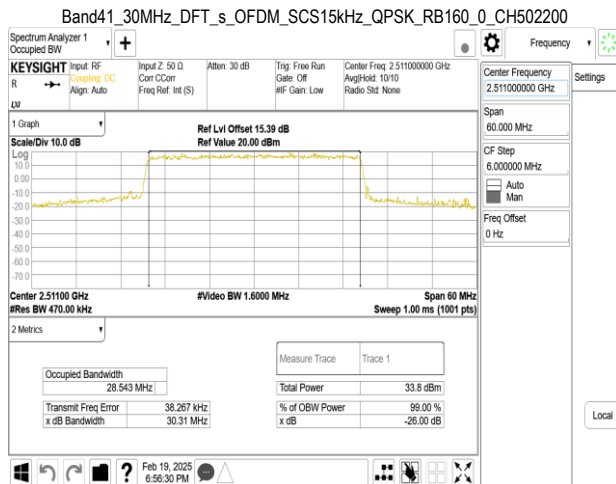 Band41_30MHz_DFT_s_OFDM_SCS15kHz_QPSK_RB160_0_CH502200
Spectrum Analyzer 1
Occupied BW
Frequency
KEYSIGHT
R
Input: RF
Coupling: DC
Align: Auto
Input Z: 50 Ω
Corr CCorr
Freq Ref: Int (S)
Atten: 30 dB
Trig: Free Run
Gate: Off
#IF Gain: Low
Center Freq: 2.511000000 GHz
Avg|Hold: 10/10
Radio Std: None
Center Frequency
2.511000000 GHz
Settings
Span
60.000 MHz
CF Step
6.000000 MHz
Auto
Man
Freq Offset
0 Hz
1 Graph
Scale/Div 10.0 dB
Ref Lvl Offset 15.39 dB
Ref Value 20.00 dBm
Log
10.0
0.00
-10.0
-20.0
-30.0
-40.0
-50.0
-60.0
-70.0
Center 2.51100 GHz
#Res BW 470.00 kHz
#Video BW 1.6000 MHz
Span 60 MHz
Sweep 1.00 ms (1001 pts)
2 Metrics
Measure Trace Trace 1
Occupied Bandwidth
28.543 MHz
Total Power 33.8 dBm
Transmit Freq Error 38.267 kHz
% of OBW Power 99.00 %
x dB Bandwidth 30.31 MHz
x dB -26.00 dB
Local
Feb 19, 2025
6:56:30 PM